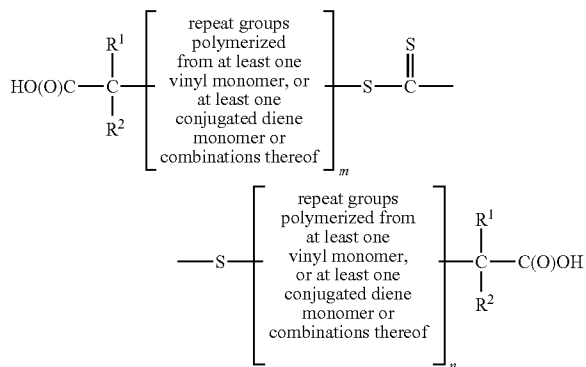 R¹
repeat groups
polymerized
from at least one
vinyl monomer, or
at least one
conjugated diene
monomer or
combinations thereof
S
HO(O)C C S C
R²
m
repeat groups
polymerized from
at least one
vinyl monomer,
or at least one
conjugated diene
monomer or
combinations thereof
R¹
S C C(O)OH
R²
n